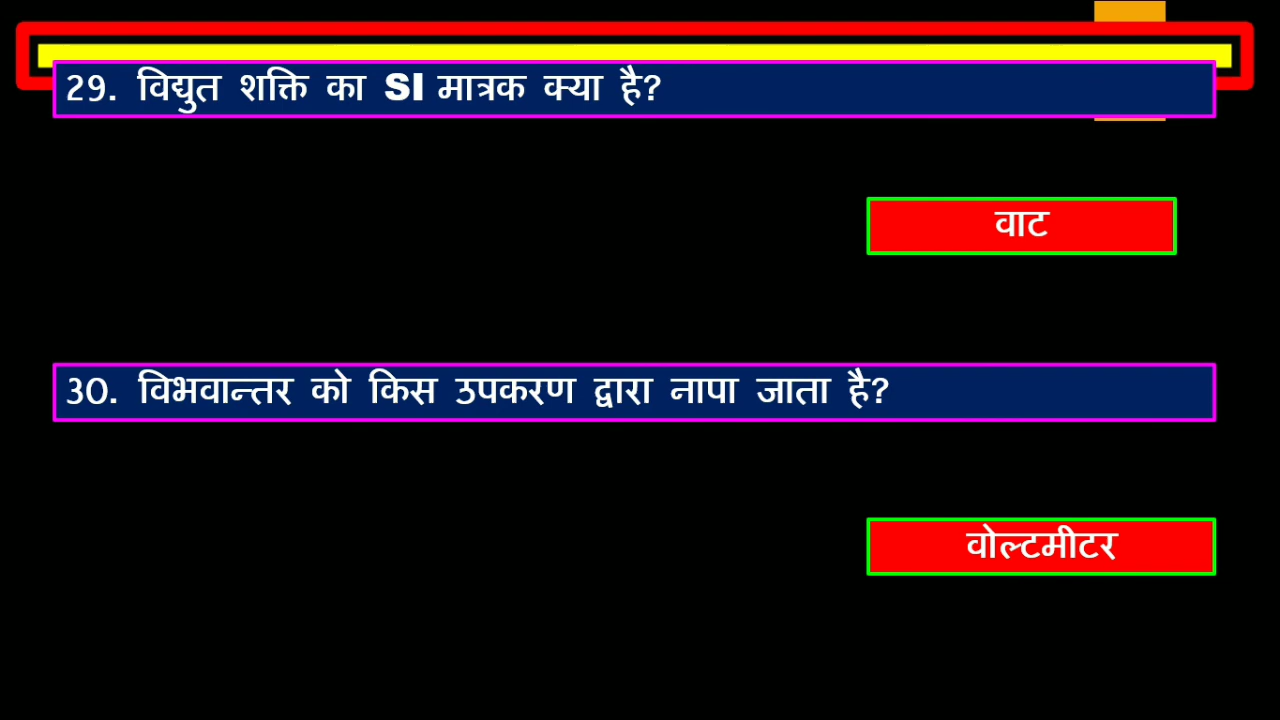 29. विद्युत शक्ति का SI मात्रक क्या है?
वाट
30. विभवान्तर को किस उपकरण द्वारा नापा जाता है?
वोल्टमीटर